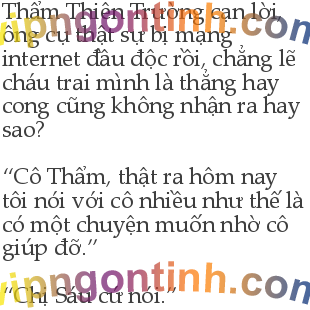 Thẩm Thiên Trường cạn lời,
ông cụ thật sự bị mạng
internet đầu độc rồi, chẳng lẽ
cháu trai mình là thẳng hay
cong cũng không nhận ra hay
sao?
“Cô Thẩm, thật ra hôm nay
tôi nói với cô nhiều như thế là
có một chuyện muốn nhờ cô
giúp đỡ.”
“Chị Sáu cứ nói.”
vipngontinh.com
vipngontinh.com